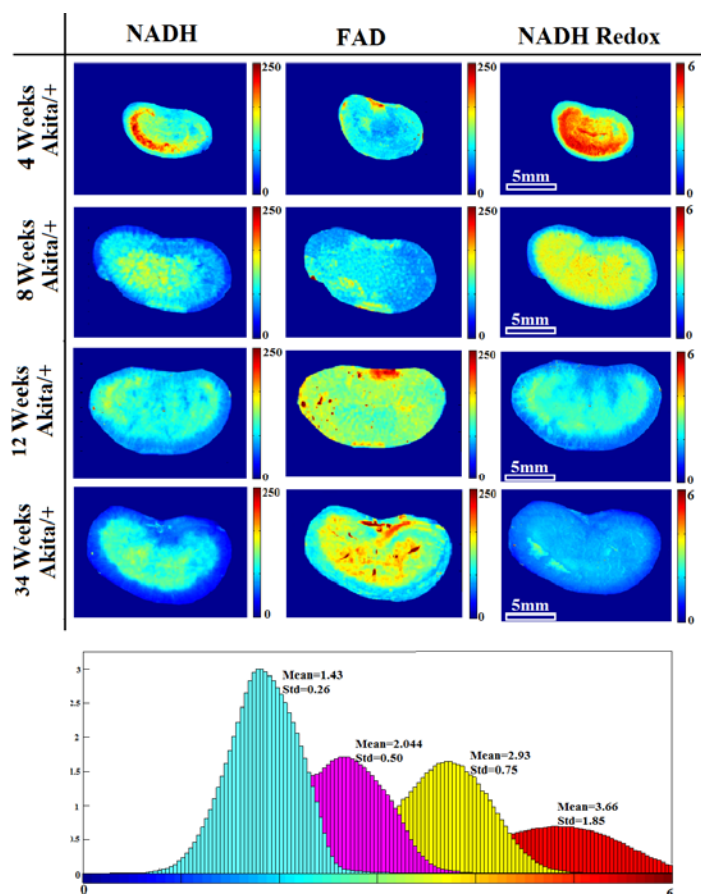 NADH FAD NADH Redox
4 Weeks
Akita/+
250
0
250
0
6
0
5mm
8 Weeks
Akita/+
250
0
250
0
6
0
5mm
12 Weeks
Akita/+
250
0
250
0
6
0
5mm
34 Weeks
Akita/+
250
0
250
0
6
0
5mm
3
2.5
2
1.5
1
0.5
0
Mean=1.43
Std=0.26
Mean=2.044
Std=0.50
Mean=2.93
Std=0.75
Mean=3.66
Std=1.85
0 6